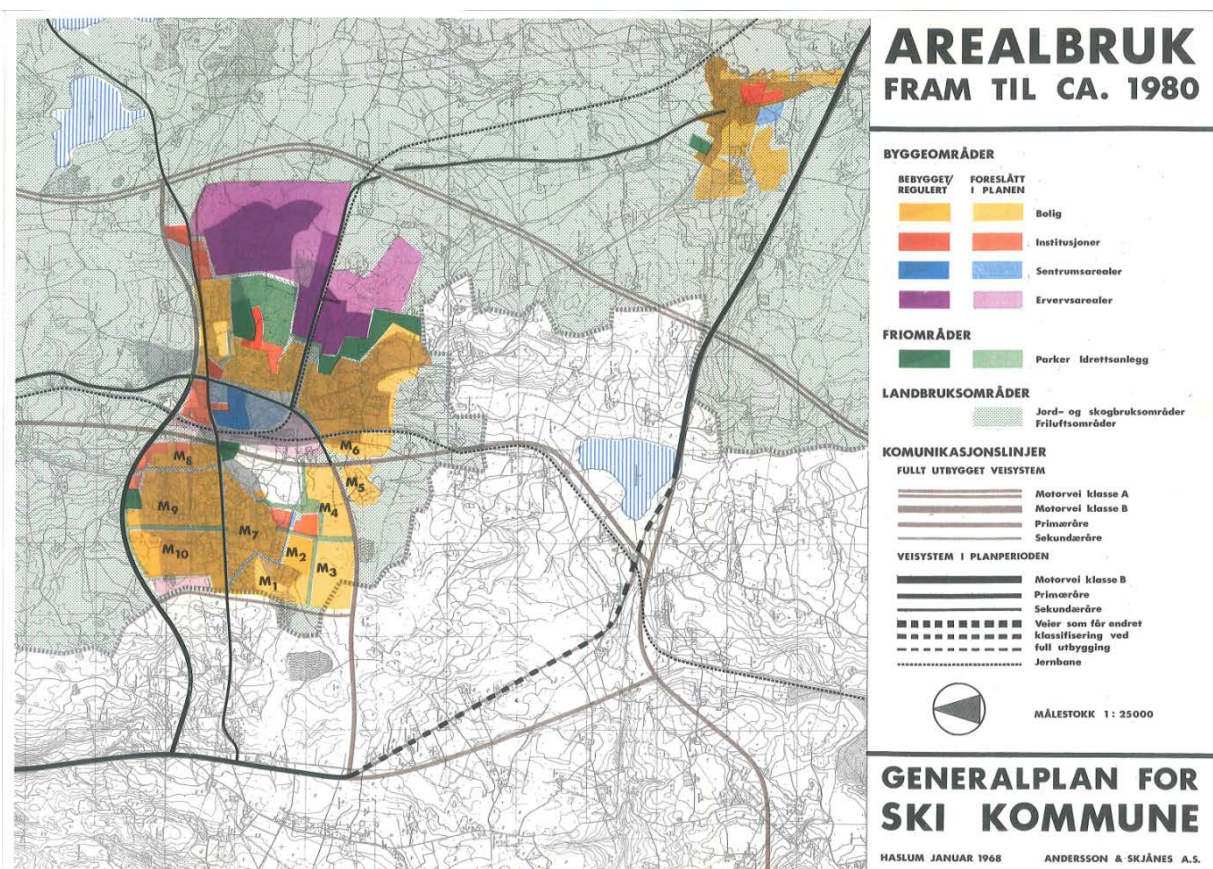 AREALBRUK
FRAM TIL CA. 1980
BYGGEOMRÅDER
BEBYGGET/
REGULERT
FORESLÅTT
I PLANEN
Bolig
Institusjoner
Sentrumsarealer
Ervervsarealer
FRIOMRÅDER
Parker Idrettsanlegg
LANDBRUKSOMRÅDER
Jord- og skogbruksområder
Friluftsområder
KOMUNIKASJONSLINJER
FULLT UTBYGGET VEISYSTEM
Motorvei klasse A
Motorvei klasse B
Primæråre
Sekundæråre
VEISYSTEM I PLANPERIODEN
Motorvei klasse B
Primæråre
Sekundæråre
Veier som får endret
klassifisering ved
full utbygging
Jernbane
MÅLESTOKK 1:25000
GENERALPLAN FOR
SKI KOMMUNE
HASLUM JANUAR 1968 ANDERSSON & SKJÅNES A.S.
M6
M8
M5
M9
M4
M7
M10
M2
M3
M1